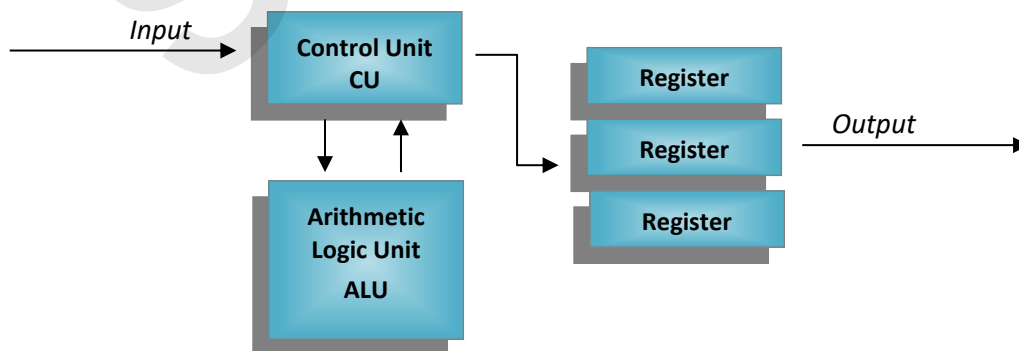 Input
Control Unit
CU
Register
Register
Register
Output
Arithmetic
Logic Unit
ALU